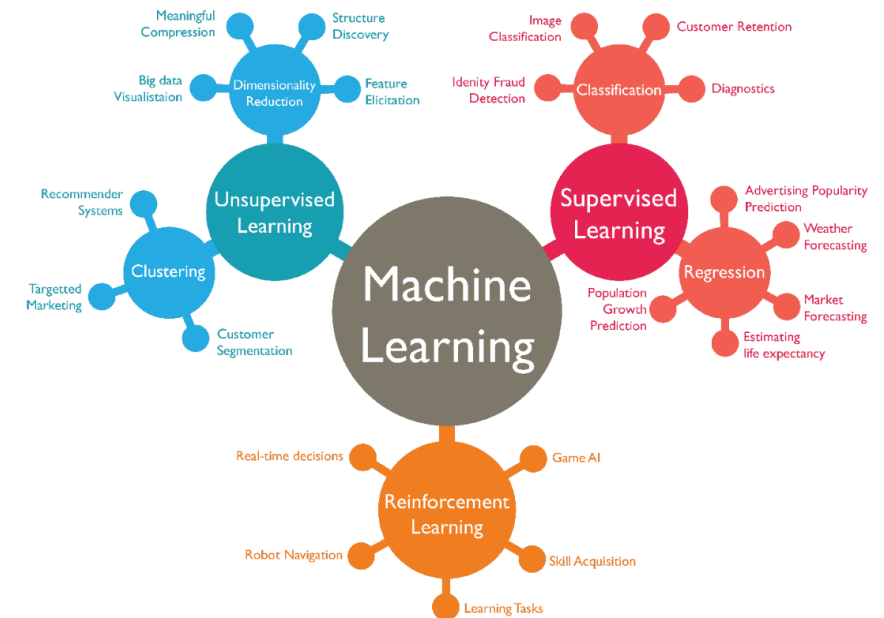 Meaningful
Compression
Structure
Discovery
Big data
Visualistaion
Dimensionality
Reduction
Feature
Elicitation
Image
Classification
Customer Retention
Idenity Fraud
Detection
Classification
Diagnostics
Recommender
Systems
Unsupervised
Learning
Clustering
Targetted
Marketing
Customer
Segmentation
Machine
Learning
Supervised
Learning
Advertising Popularity
Prediction
Weather
Forecasting
Regression
Population
Growth
Prediction
Market
Forecasting
Estimating
life expectancy
Real-time decisions
Game AI
Reinforcement
Learning
Robot Navigation
Skill Acquisition
Learning Tasks